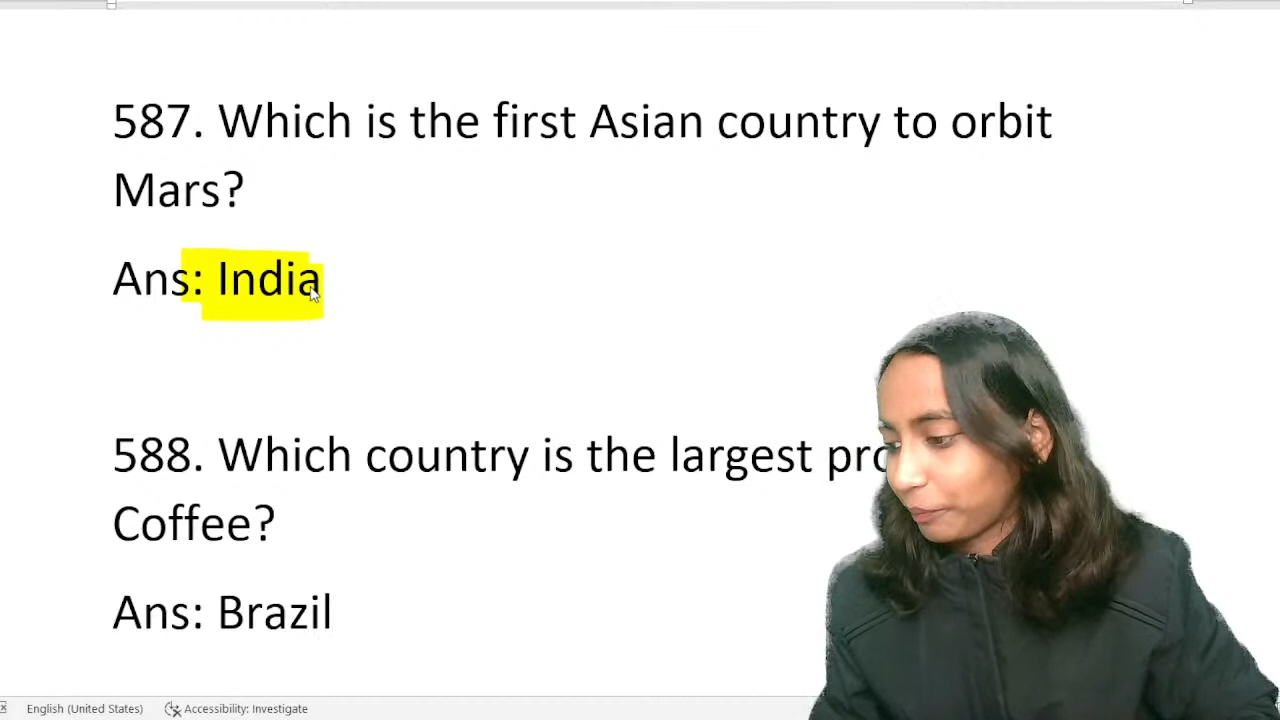 587. Which is the first Asian country to orbit
Mars?
Ans: India
588. Which country is the largest
Coffee?
Ans: Brazil
English (United States) Accessibility: Investigate